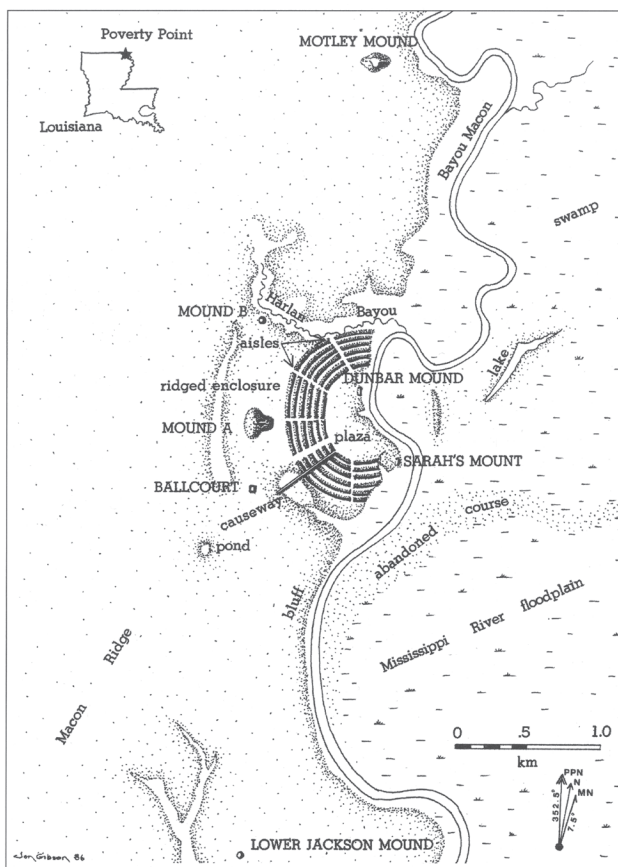 Poverty Point
Louisiana
MOTLEY MOUND
Bayou Macon
swamp
MOUND B
Harlan
Bayou
aisles
lake
ridged enclosure
DUNBAR MOUND
MOUND A
plaza
SARAH'S MOUNT
BALLCOURT
causeway
course
abandoned
pond
bluff
Mississippi River floodplain
Macon Ridge
0 .5 1.0
km
PPN
N
MN
352.5°
7.5°
Jon Gibson 86
LOWER JACKSON MOUND